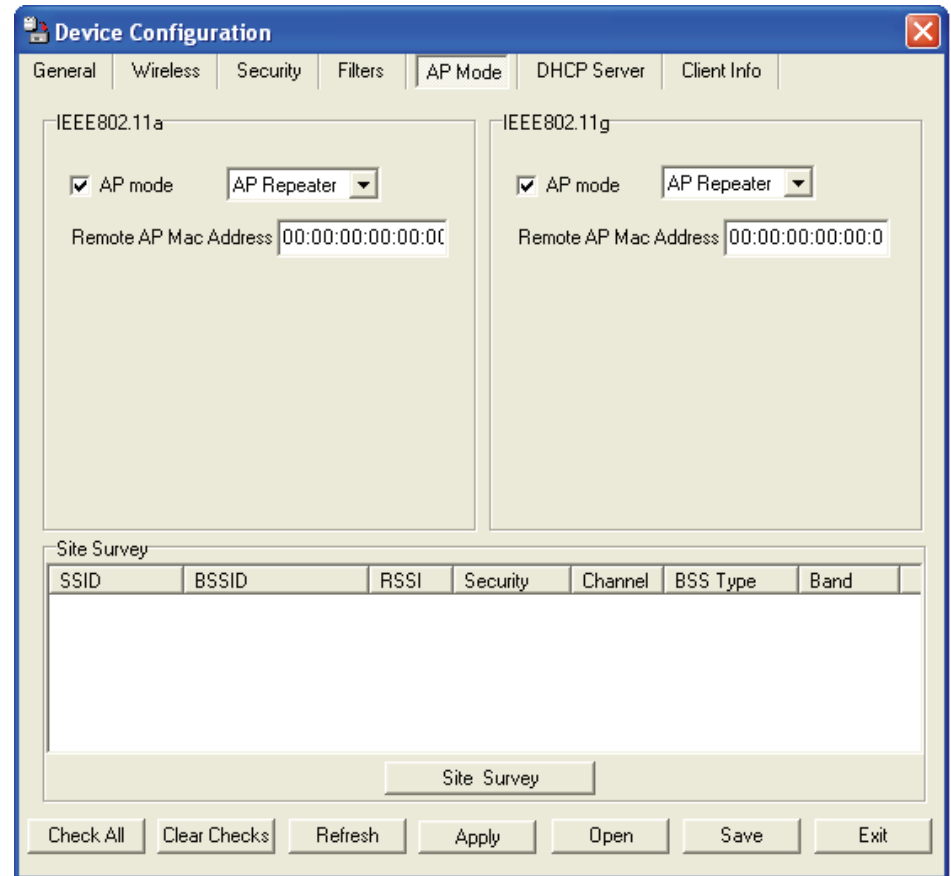 Device Configuration
General Wireless Security Filters AP Mode DHCP Server Client Info
IEEE802.11a
AP mode AP Repeater
Remote AP Mac Address 00:00:00:00:00:0(
IEEE802.11g
AP mode AP Repeater
Remote AP Mac Address 00:00:00:00:00:0
Site Survey
SSID BSSID RSSI Security Channel BSS Type Band
Site Survey
Check All Clear Checks Refresh Apply Open Save Exit